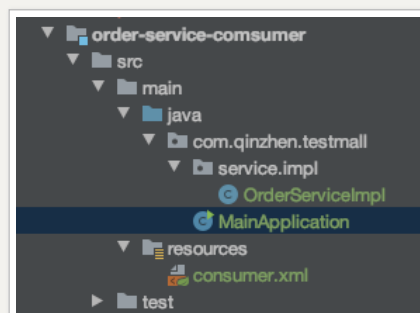 order-service-comsumer
src
main
java
com.qinzhen.testmall
service.impl
OrderServiceImpl
MainApplication
resources
consumer.xml
test